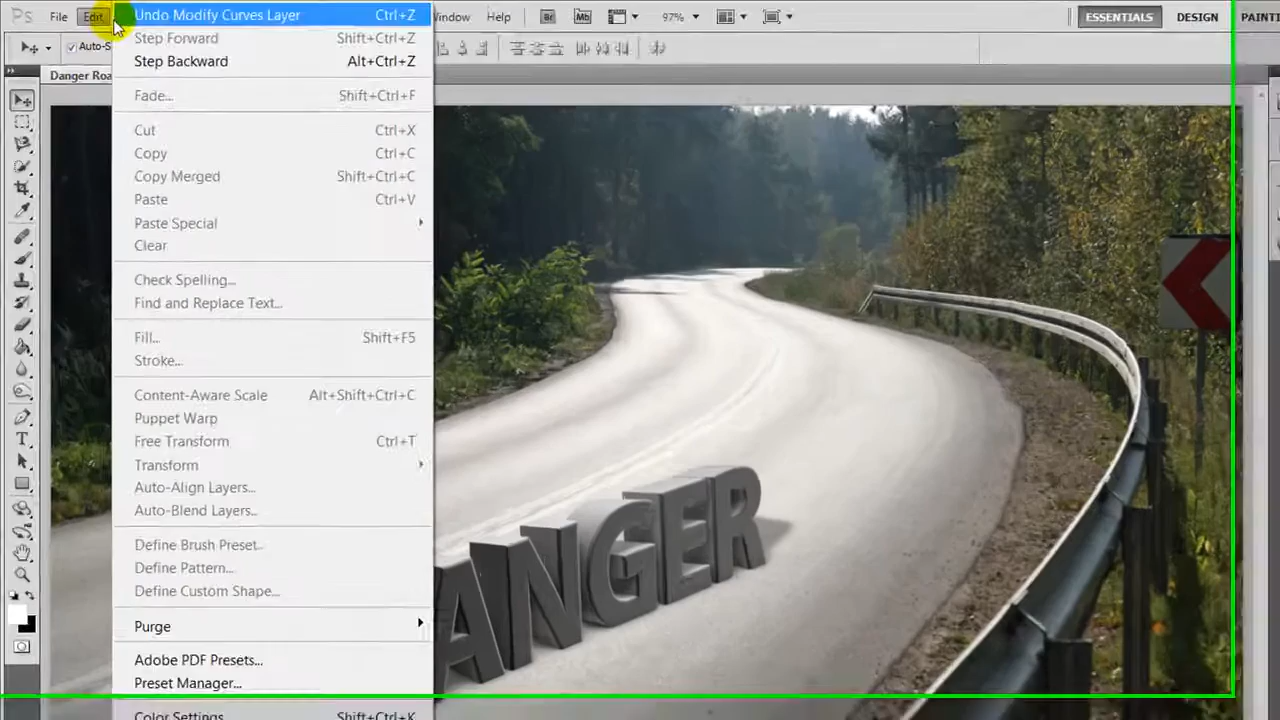 Ps File Edit Window Help Br Mb 97% ESSENTIALS DESIGN PAINTI
Auto-S
Danger Roa
Undo Modify Curves Layer Ctrl+Z
Step Forward Shift+Ctrl+Z
Step Backward Alt+Ctrl+Z
Fade... Shift+Ctrl+F
Cut Ctrl+X
Copy Ctrl+C
Copy Merged Shift+Ctrl+C
Paste Ctrl+V
Paste Special
Clear
Check Spelling...
Find and Replace Text...
Fill... Shift+F5
Stroke...
Content-Aware Scale Alt+Shift+Ctrl+C
Puppet Warp
Free Transform Ctrl+T
Transform
Auto-Align Layers...
Auto-Blend Layers...
Define Brush Preset...
Define Pattern...
Define Custom Shape...
Purge
Adobe PDF Presets...
Preset Manager...
Color Settings... Shift+Ctrl+K
ANGER